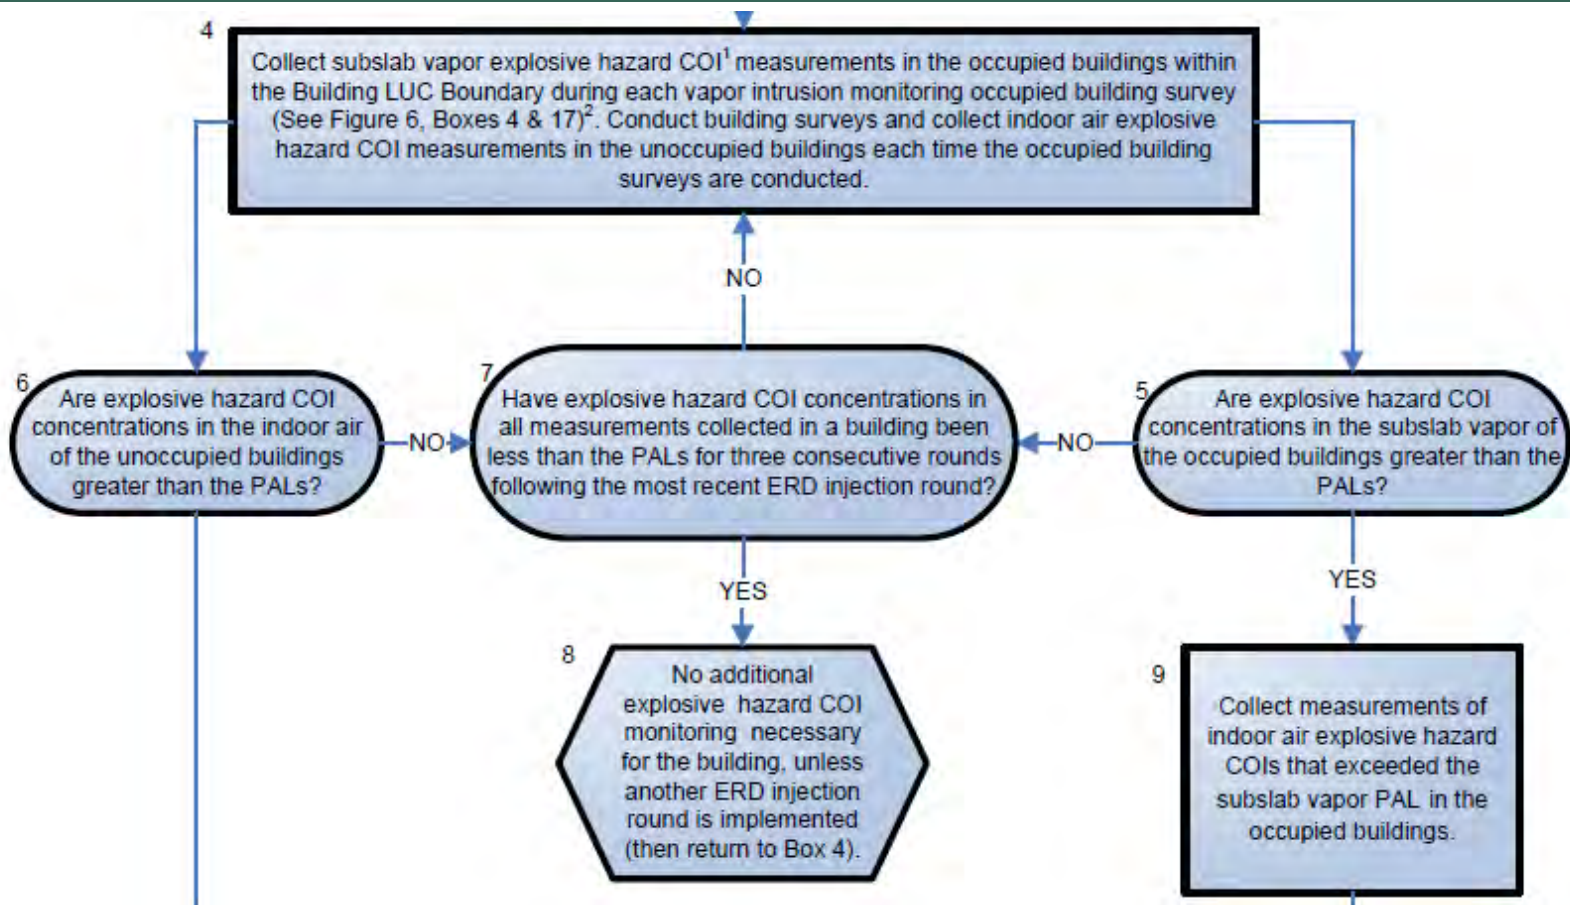 4
Collect subslab vapor explosive hazard COI¹ measurements in the occupied buildings within
the Building LUC Boundary during each vapor intrusion monitoring occupied building survey
(See Figure 6, Boxes 4 & 17)². Conduct building surveys and collect indoor air explosive
hazard COI measurements in the unoccupied buildings each time the occupied building
surveys are conducted.
NO
6
Are explosive hazard COI
concentrations in the indoor air
of the unoccupied buildings
greater than the PALs?
NO
7
Have explosive hazard COI concentrations in
all measurements collected in a building been
less than the PALs for three consecutive rounds
following the most recent ERD injection round?
NO
5
Are explosive hazard COI
concentrations in the subslab vapor of
the occupied buildings greater than the
PALs?
YES
YES
8
No additional
explosive hazard COI
monitoring necessary
for the building, unless
another ERD injection
round is implemented
(then return to Box 4).
9
Collect measurements of
indoor air explosive hazard
COIs that exceeded the
subslab vapor PAL in the
occupied buildings.